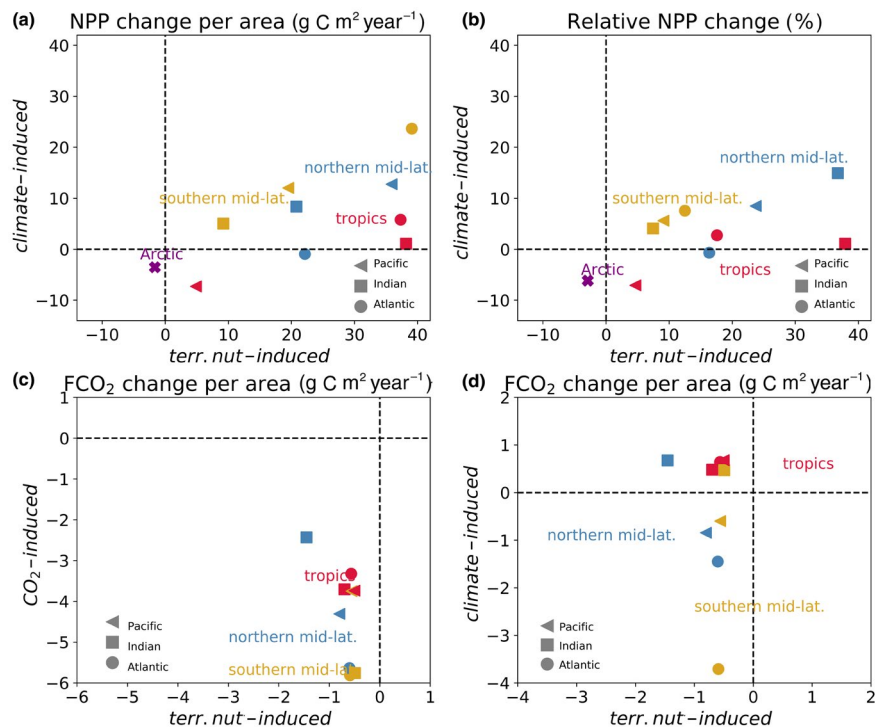 (a) NPP change per area (g C m² year⁻¹)
climate-induced
40
30
20
10
0
−10
northern mid-lat.
southern mid-lat.
tropics
Arctic
Pacific
Indian
Atlantic
−10 0 10 20 30 40
terr. nut-induced
(b) Relative NPP change (%)
climate-induced
40
30
20
10
0
−10
northern mid-lat.
southern mid-lat.
Arctic
tropics
Pacific
Indian
Atlantic
−10 0 10 20 30 40
terr. nut-induced
(c) FCO₂ change per area (g C m² year⁻¹)
CO₂-induced
1
0
−1
−2
−3
−4
−5
−6
tropics
northern mid-lat.
southern mid-lat.
Pacific
Indian
Atlantic
−6 −5 −4 −3 −2 −1 0 1
terr. nut-induced
(d) FCO₂ change per area (g C m² year⁻¹)
climate-induced
2
1
0
−1
−2
−3
−4
tropics
northern mid-lat.
southern mid-lat.
Pacific
Indian
Atlantic
−4 −3 −2 −1 0 1 2
terr. nut-induced